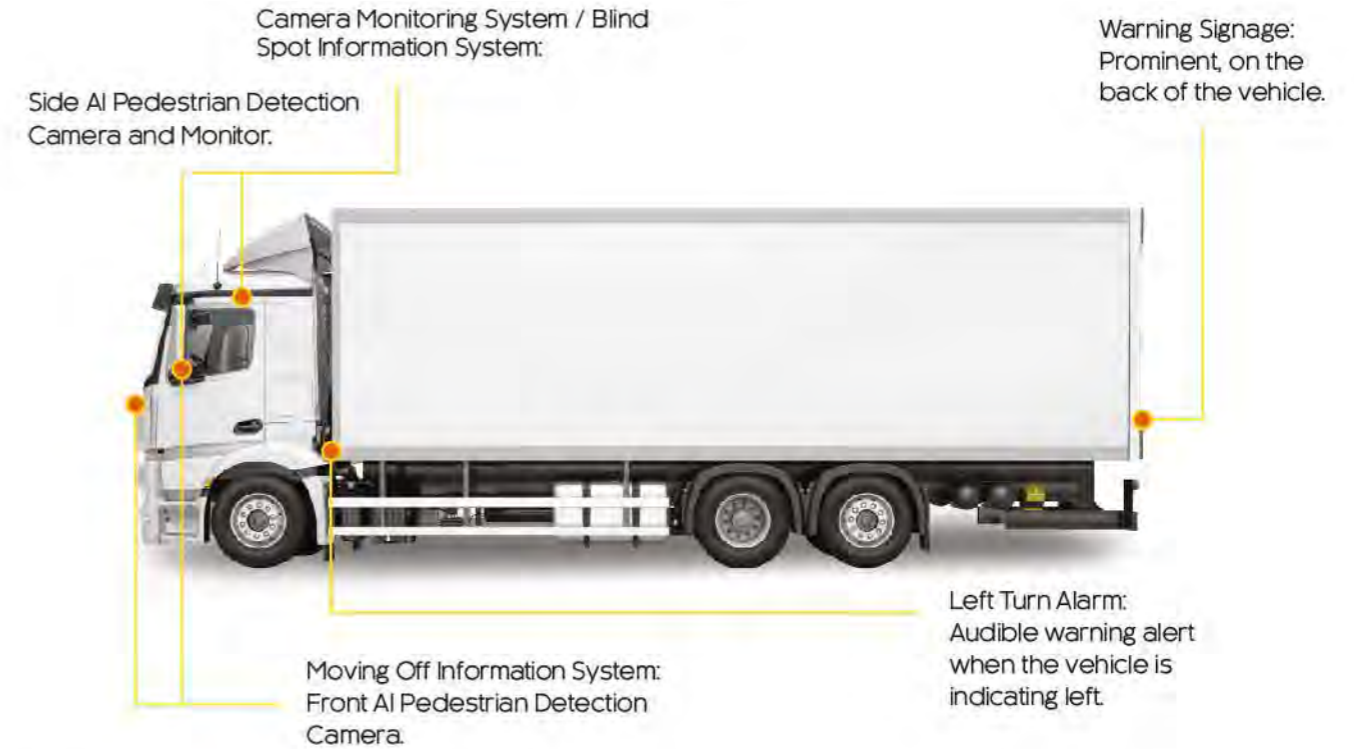 Camera Monitoring System / Blind
Spot Information System:
Side AI Pedestrian Detection
Camera and Monitor.
Warning Signage:
Prominent, on the
back of the vehicle.
Left Turn Alarm:
Audible warning alert
when the vehicle is
indicating left.
Moving Off Information System:
Front AI Pedestrian Detection
Camera.